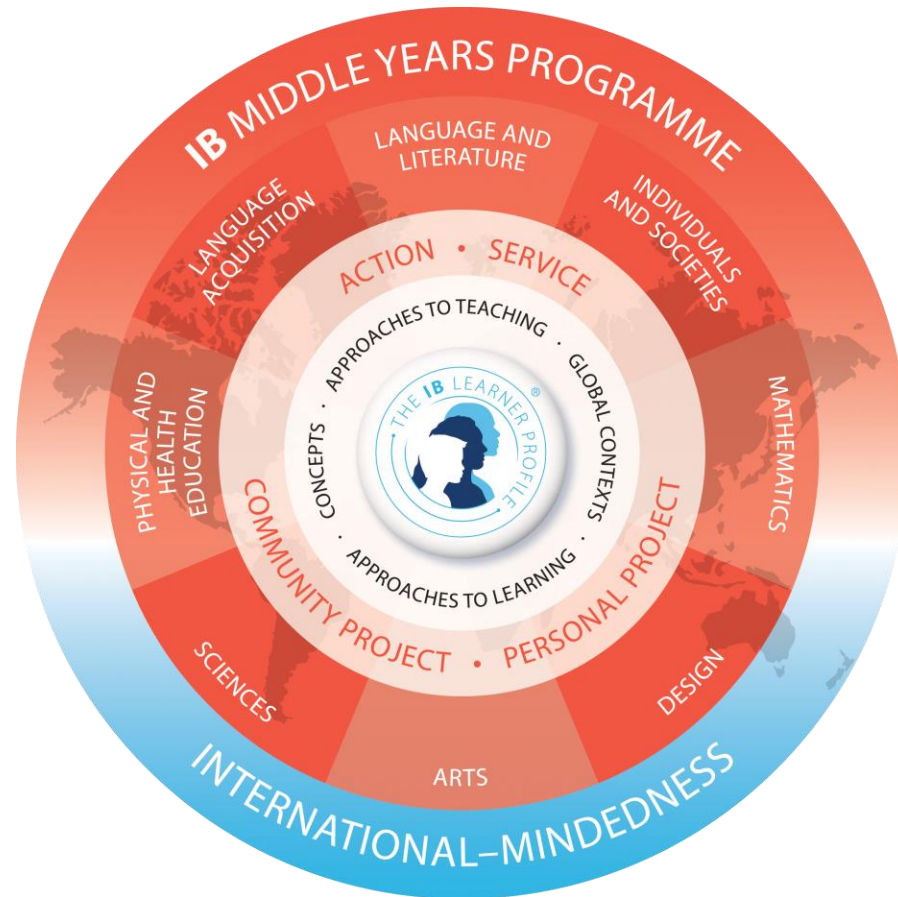 IB MIDDLE YEARS PROGRAMME
LANGUAGE AND
LITERATURE
INDIVIDUALS
AND SOCIETIES
MATHEMATICS
DESIGN
ARTS
SCIENCES
PHYSICAL AND
HEALTH
EDUCATION
LANGUAGE
ACQUISITION
ACTION • SERVICE
PERSONAL PROJECT
•
COMMUNITY PROJECT
APPROACHES TO TEACHING ·
GLOBAL CONTEXTS ·
APPROACHES TO LEARNING ·
CONCEPTS ·
• THE IB LEARNER PROFILE • ®
INTERNATIONAL–MINDEDNESS